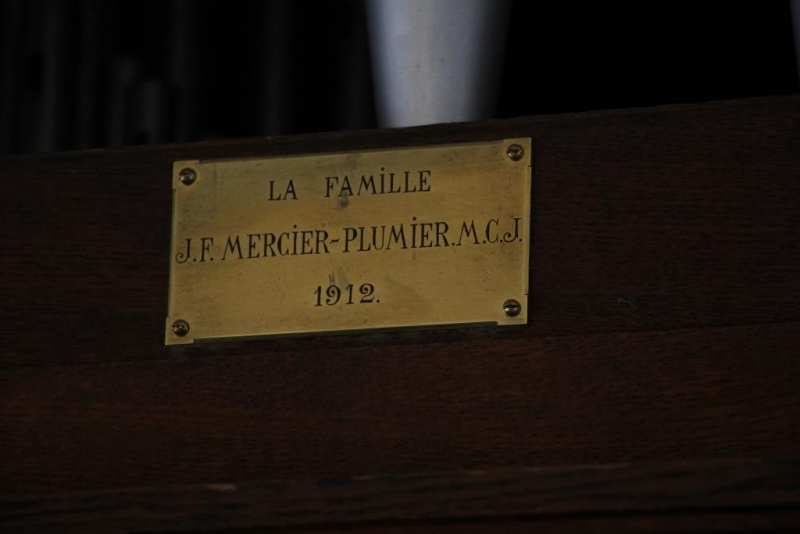 LA FAMILLE
J.F. MERCIER-PLUMIER.M.C.J.
1912.